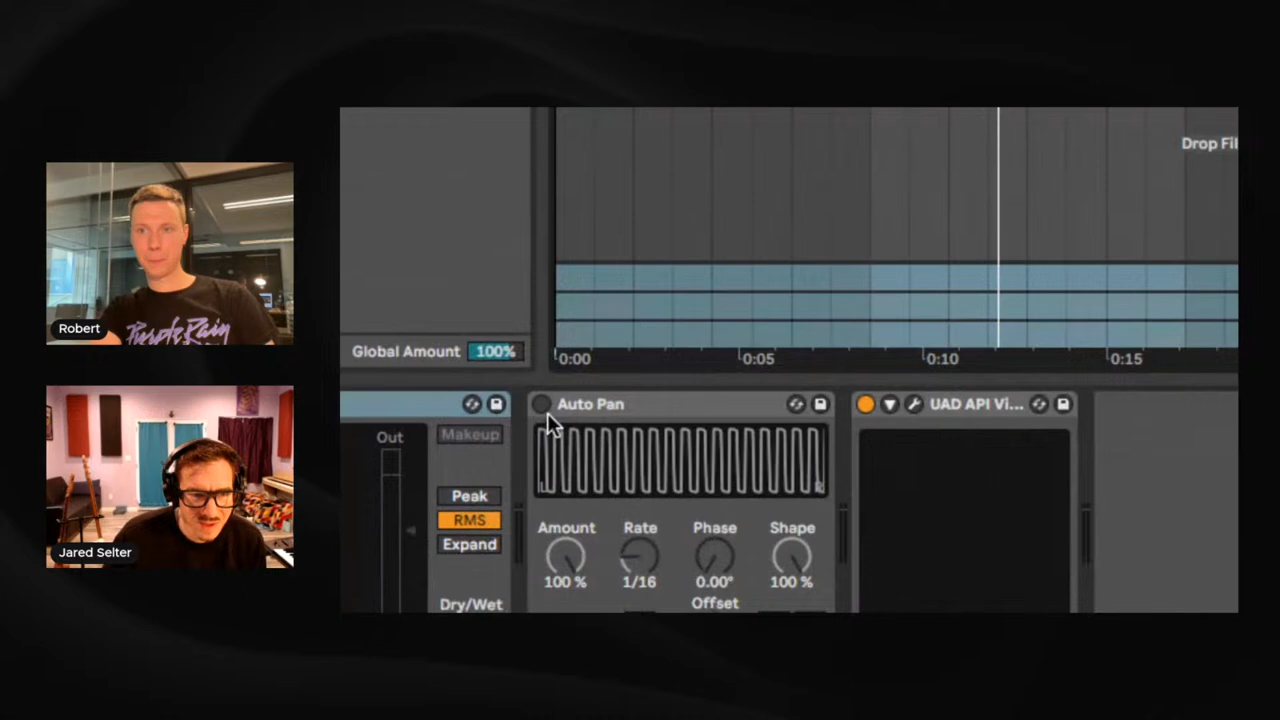 Robert
Purple Rain
Jared Selter
Drop Fil
Global Amount 100%
0:00 0:05 0:10 0:15
Out
Makeup
Peak
RMS
Expand
Dry/Wet
Auto Pan
L R
Amount Rate Phase Shape
100 % 1/16 0.00° 100 %
Offset
UAD API Vi...